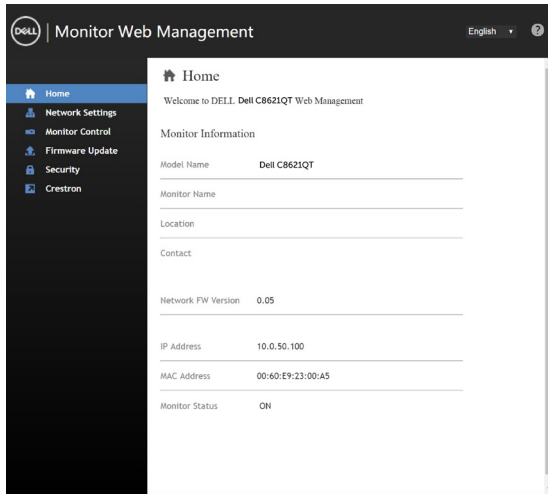 DELL | Monitor Web Management
English
?
Home
Network Settings
Monitor Control
Firmware Update
Security
Crestron
Home
Welcome to DELL Dell C8621QT Web Management
Monitor Information
Model Name Dell C8621QT
Monitor Name
Location
Contact
Network FW Version 0.05
IP Address 10.0.50.100
MAC Address 00:60:E9:23:00:A5
Monitor Status ON